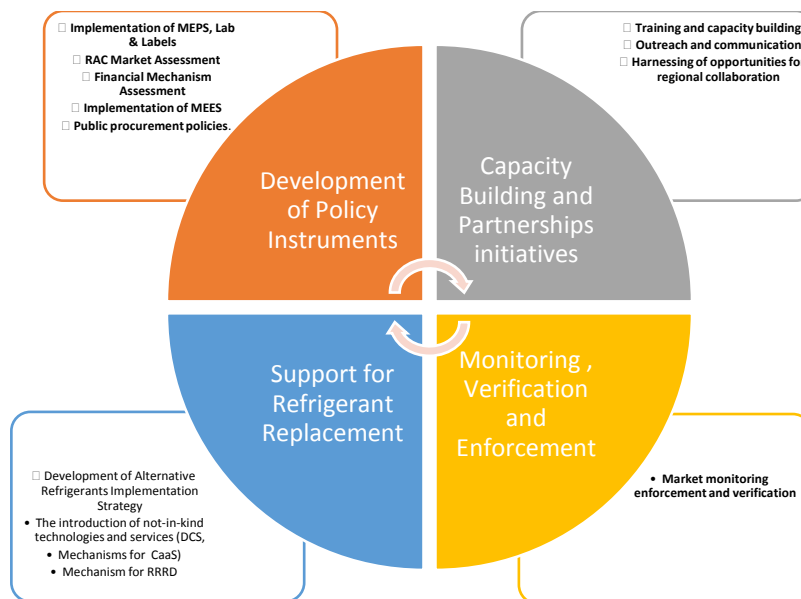 □ Implementation of MEPS, Lab
& Labels
□ RAC Market Assessment
□ Financial Mechanism
Assessment
□ Implementation of MEES
□ Public procurement policies.
□ Training and capacity building
□ Outreach and communication
□ Harnessing of opportunities fo
regional collaboration
Development
of Policy
Instruments
Capacity
Building and
Partnerships
initiatives
Support for
Refrigerant
Replacement
Monitoring ,
Verification
and
Enforcement
□ Development of Alternative
Refrigerants Implementation
Strategy
• The introduction of not-in-kind
technologies and services (DCS,
• Mechanisms for CaaS)
• Mechanism for RRRD
• Market monitoring
enforcement and verification